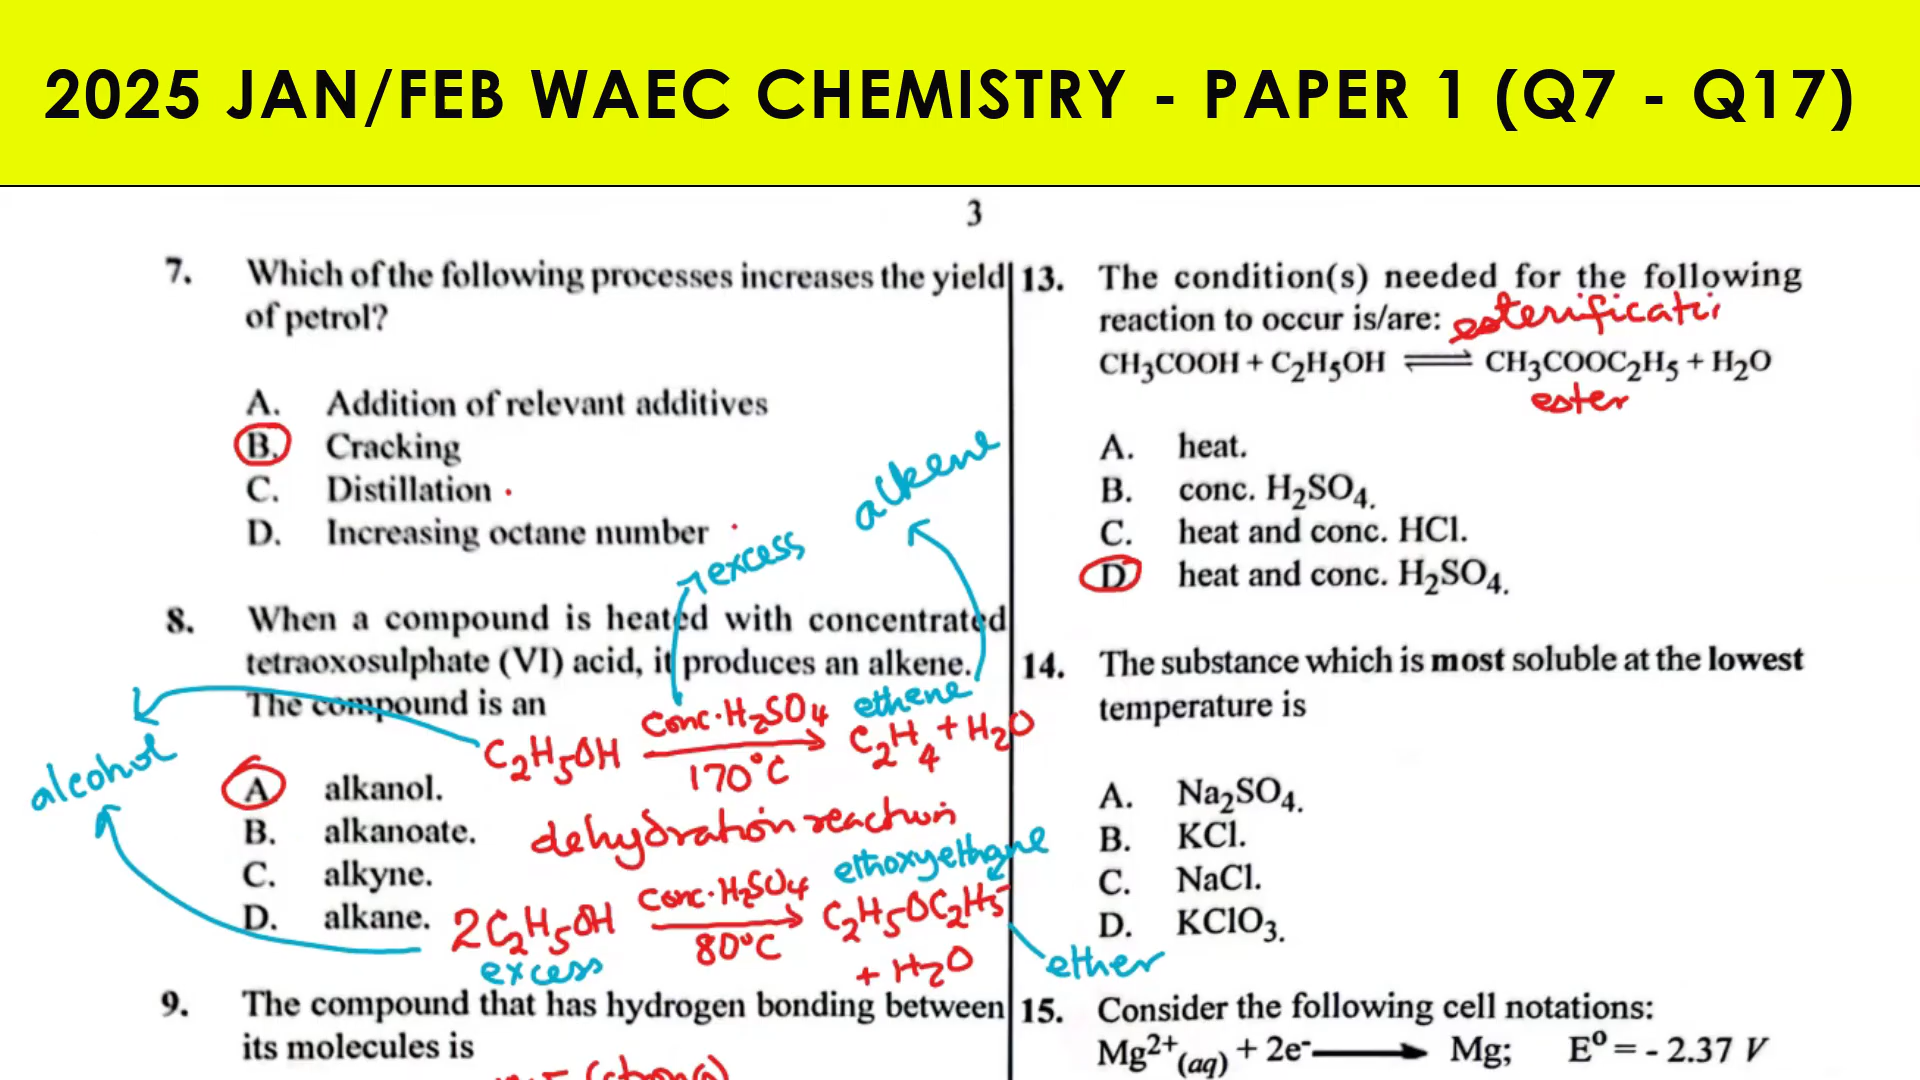 2025 JAN/FEB WAEC CHEMISTRY - PAPER 1 (Q7 - Q17)
3
7. Which of the following processes increases the yield of petrol?
A. Addition of relevant additives
B. Cracking
C. Distillation
D. Increasing octane number
alkene
excess
8. When a compound is heated with concentrated
tetraoxosulphate (VI) acid, it produces an alkene.
The compound is an
alcohol
C₂H₅OH conc. H₂SO₄ 170°C C₂H₄ + H₂O
ethene
A alkanol.
B. alkanoate.
C. alkyne.
D. alkane.
dehydration reaction
ethoxyethane
2C₂H₅OH conc. H₂SO₄ 80°C C₂H₅OC₂H₅
+ H₂O
excess
ether
9. The compound that has hydrogen bonding between
its molecules is
13. The condition(s) needed for the following
reaction to occur is/are: esterificati
CH₃COOH + C₂H₅OH ⇌ CH₃COOC₂H₅ + H₂O
ester
A. heat.
B. conc. H₂SO₄.
C. heat and conc. HCl.
D heat and conc. H₂SO₄.
14. The substance which is most soluble at the lowest
temperature is
A. Na₂SO₄.
B. KCl.
C. NaCl.
D. KClO₃.
15. Consider the following cell notations:
Mg²⁺(aq) + 2e⁻ → Mg; E⁰ = - 2.37 V